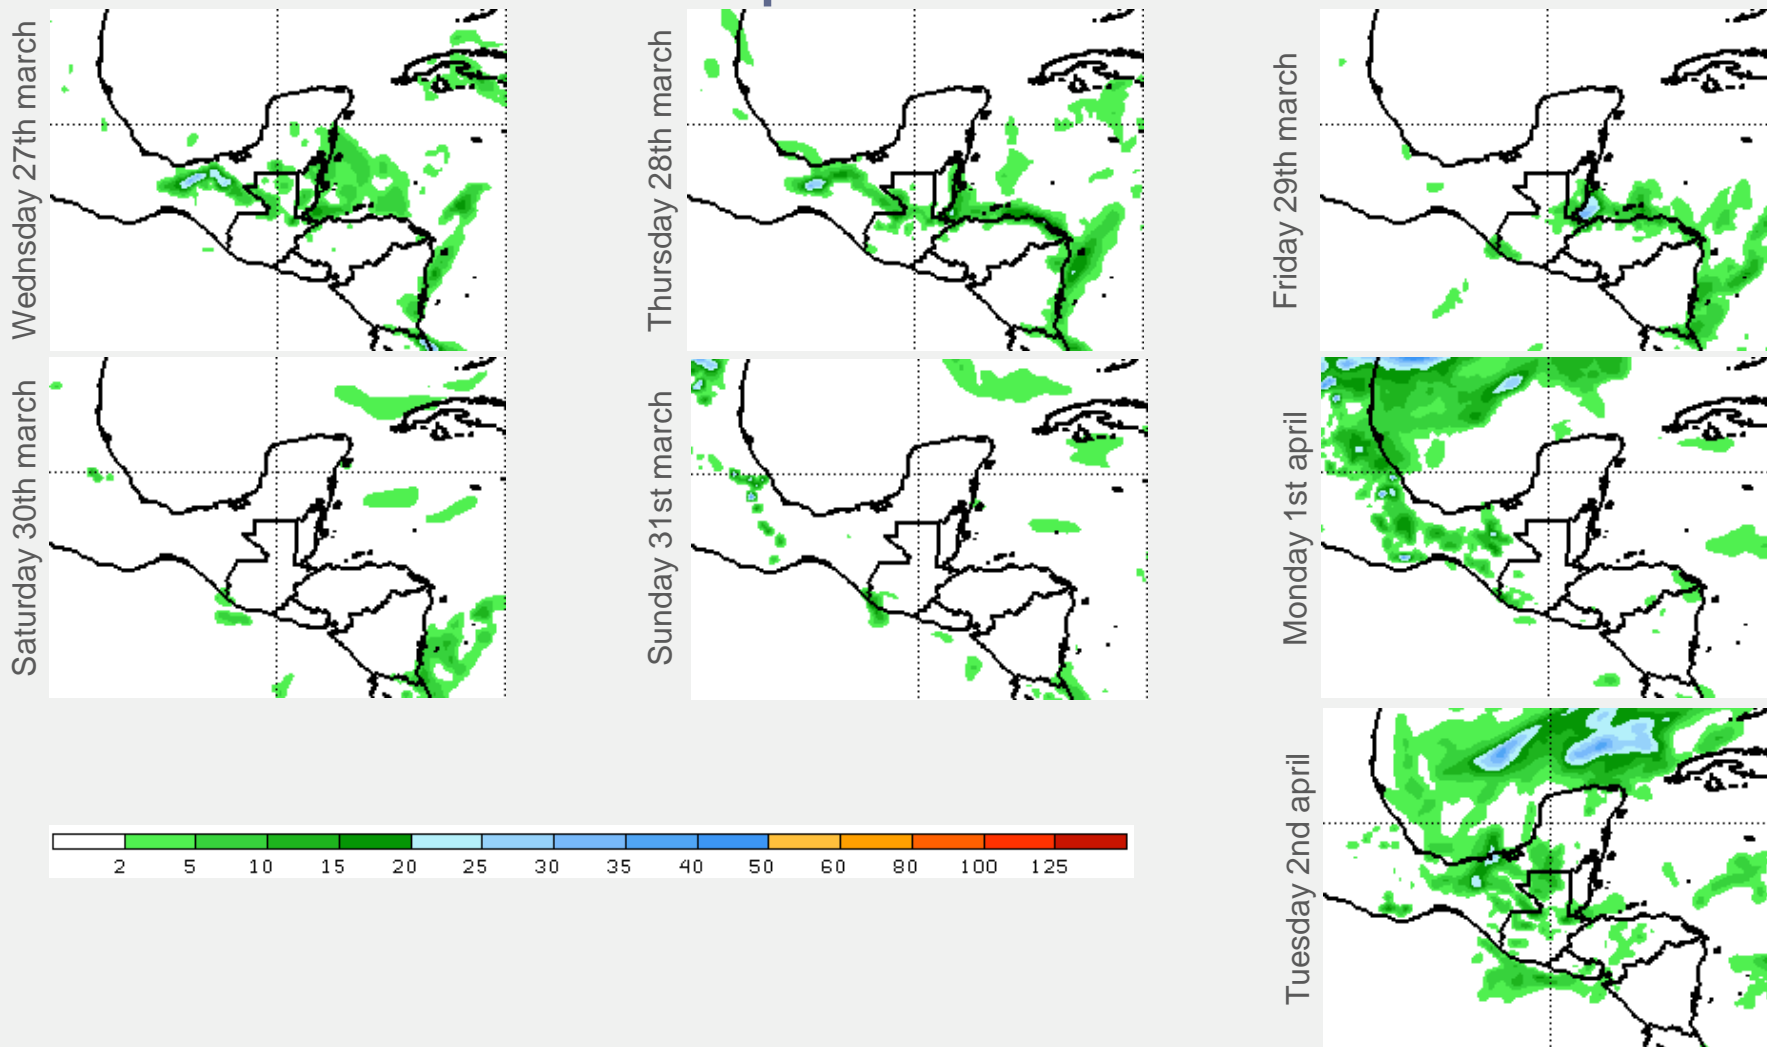 Wednsday 27th march
Thursday 28th march
Friday 29th march
Saturday 30th march
Sunday 31st march
Monday 1st april
Tuesday 2nd april
2 5 10 15 20 25 30 35 40 50 60 80 100 125